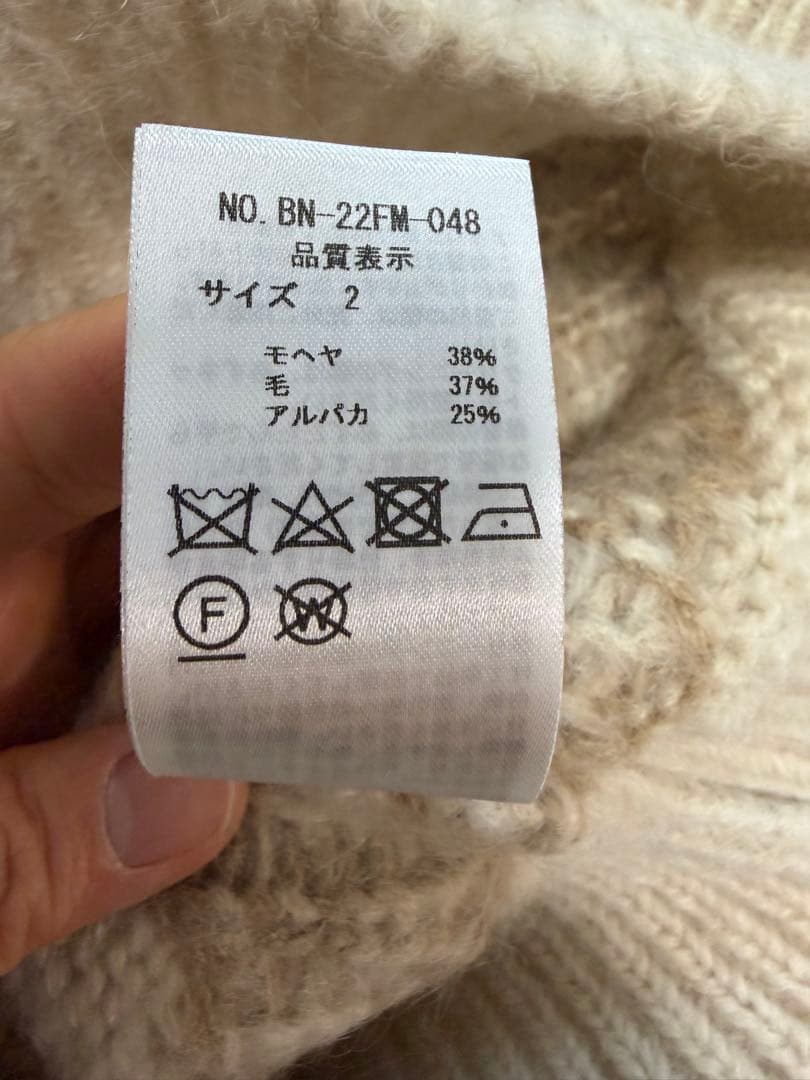 NO. BN-22FM-048
品質表示
サイズ 2
モヘヤ 38%
毛 37%
アルパカ 25%
F W